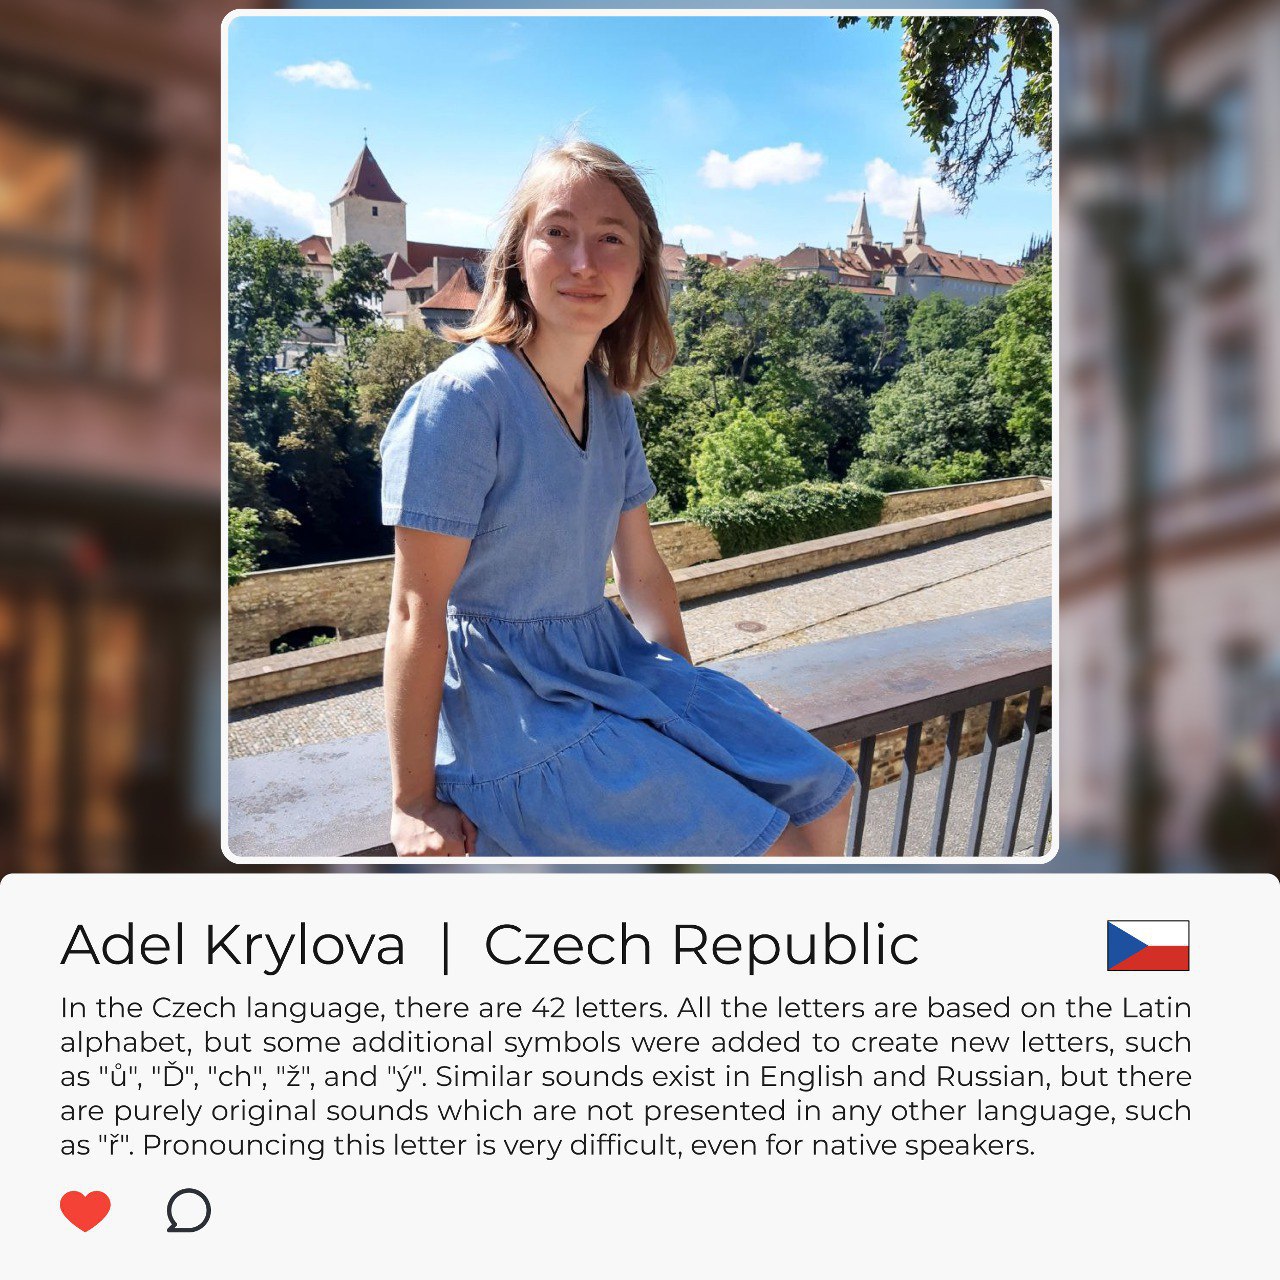 Adel Krylova | Czech Republic
In the Czech language, there are 42 letters. All the letters are based on the Latin
alphabet, but some additional symbols were added to create new letters, such
as "ů", "Ď", "ch", "ž", and "ý". Similar sounds exist in English and Russian, but there
are purely original sounds which are not presented in any other language, such
as "ř". Pronouncing this letter is very difficult, even for native speakers.